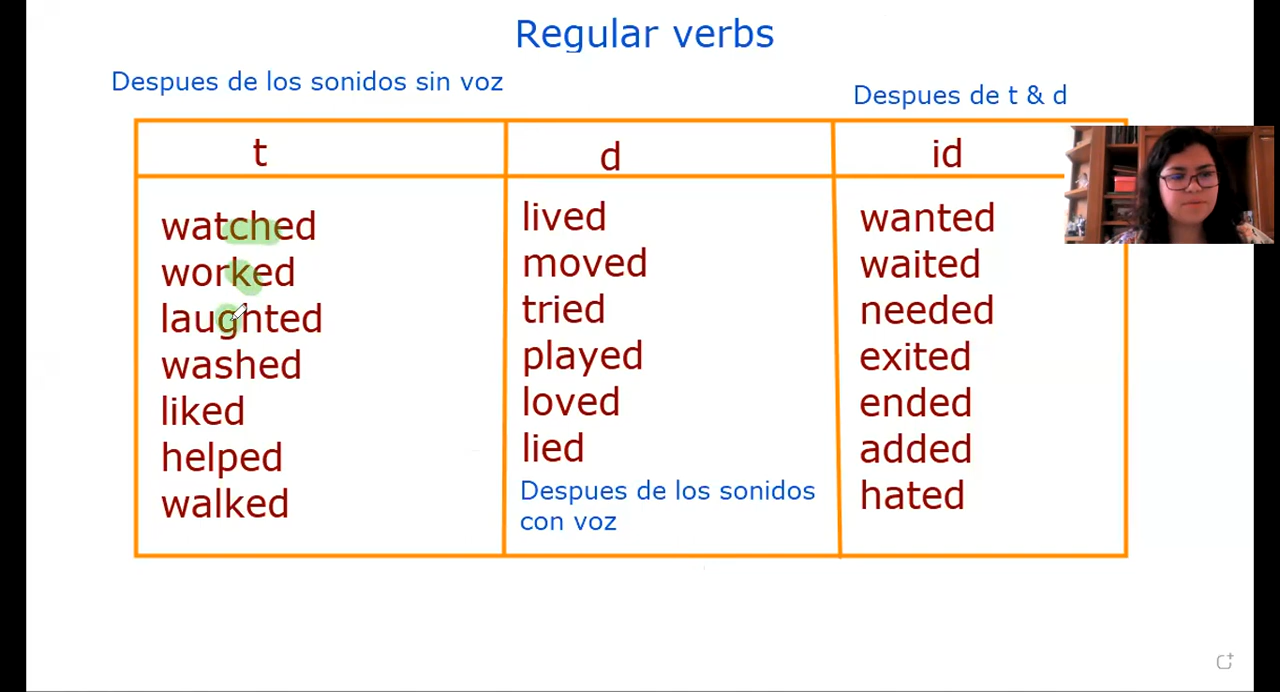 Regular verbs
Despues de los sonidos sin voz
Despues de t & d
t
d
id
watched
worked
laughted
washed
liked
helped
walked
lived
moved
tried
played
loved
lied
Despues de los sonidos
con voz
wanted
waited
needed
exited
ended
added
hated